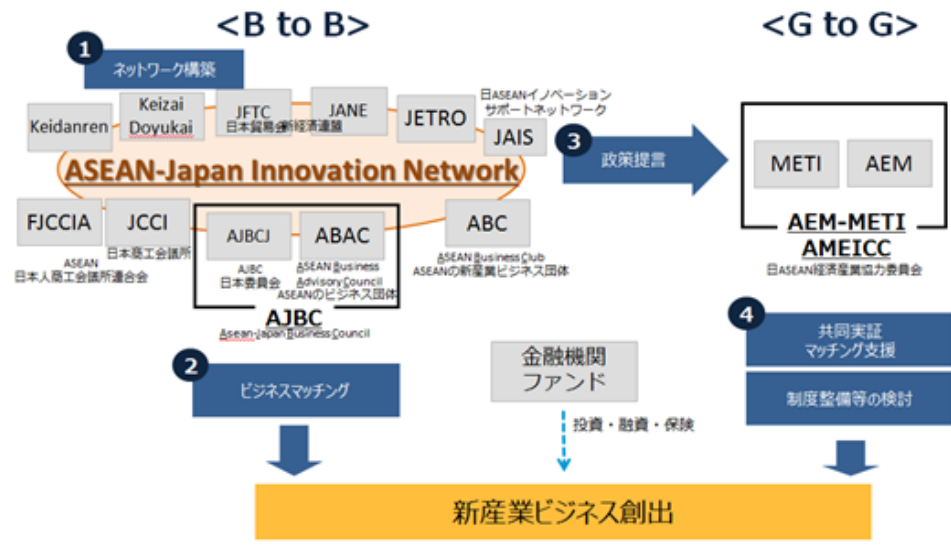 <B to B>
<G to G>
1
ネットワーク構築
Keidanren
Keizai
Doyukai
JFTC
日本貿易会
JANE
新経済連盟
JETRO
日ASEANイノベーション
サポートネットワーク
JAIS
ASEAN-Japan Innovation Network
3
政策提言
METI
AEM
AEM-METI
AMEICC
日ASEAN経済産業協力委員会
FJCCIA
ASEAN
日本人商工会議所連合会
JCCI
日本商工会議所
AJBCJ
AJBC
日本委員会
ABAC
ASEAN Business
Advisory Council
ASEANのビジネス団体
ABC
ASEAN Business Club
ASEANの新産業ビジネス団体
AJBC
Asean-Japan Business Council
2
ビジネスマッチング
金融機関
ファンド
投資・融資・保険
4
共同実証
マッチング支援
制度整備等の検討
新産業ビジネス創出